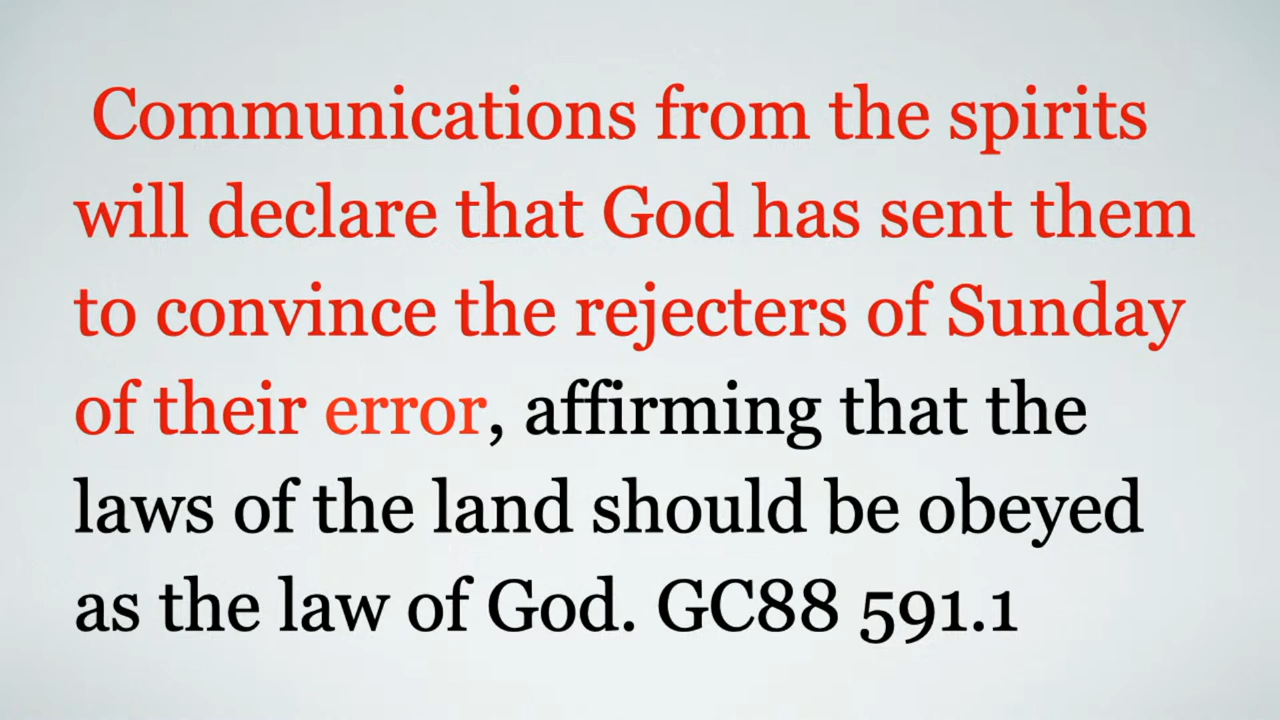 Communications from the spirits
will declare that God has sent them
to convince the rejecters of Sunday
of their error, affirming that the
laws of the land should be obeyed
as the law of God. GC88 591.1